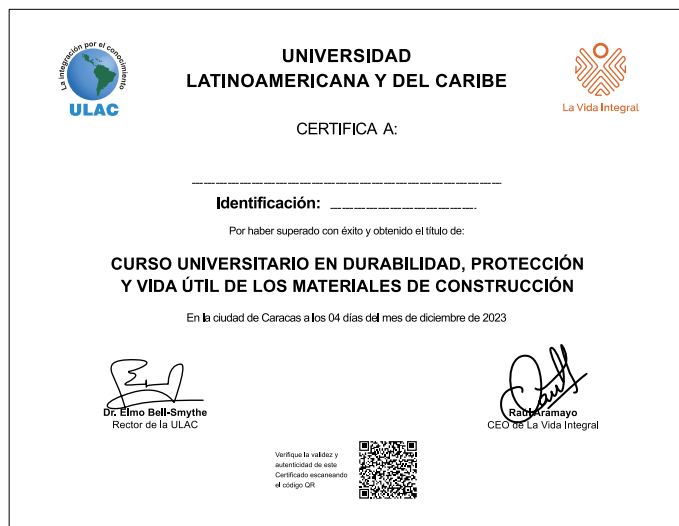 La integración por el conocimiento
ULAC
UNIVERSIDAD
LATINOAMERICANA Y DEL CARIBE
La Vida Integral
CERTIFICA A:
Identificación:
Por haber superado con éxito y obtenido el título de:
CURSO UNIVERSITARIO EN DURABILIDAD, PROTECCIÓN
Y VIDA ÚTIL DE LOS MATERIALES DE CONSTRUCCIÓN
En la ciudad de Caracas a los 04 días del mes de diciembre de 2023
Dr. Elmo Bell-Smythe
Rector de la ULAC
Raúl Aramayo
CEO de La Vida Integral
Verifique la validez y
autenticidad de este
Certificado escaneando
el código QR